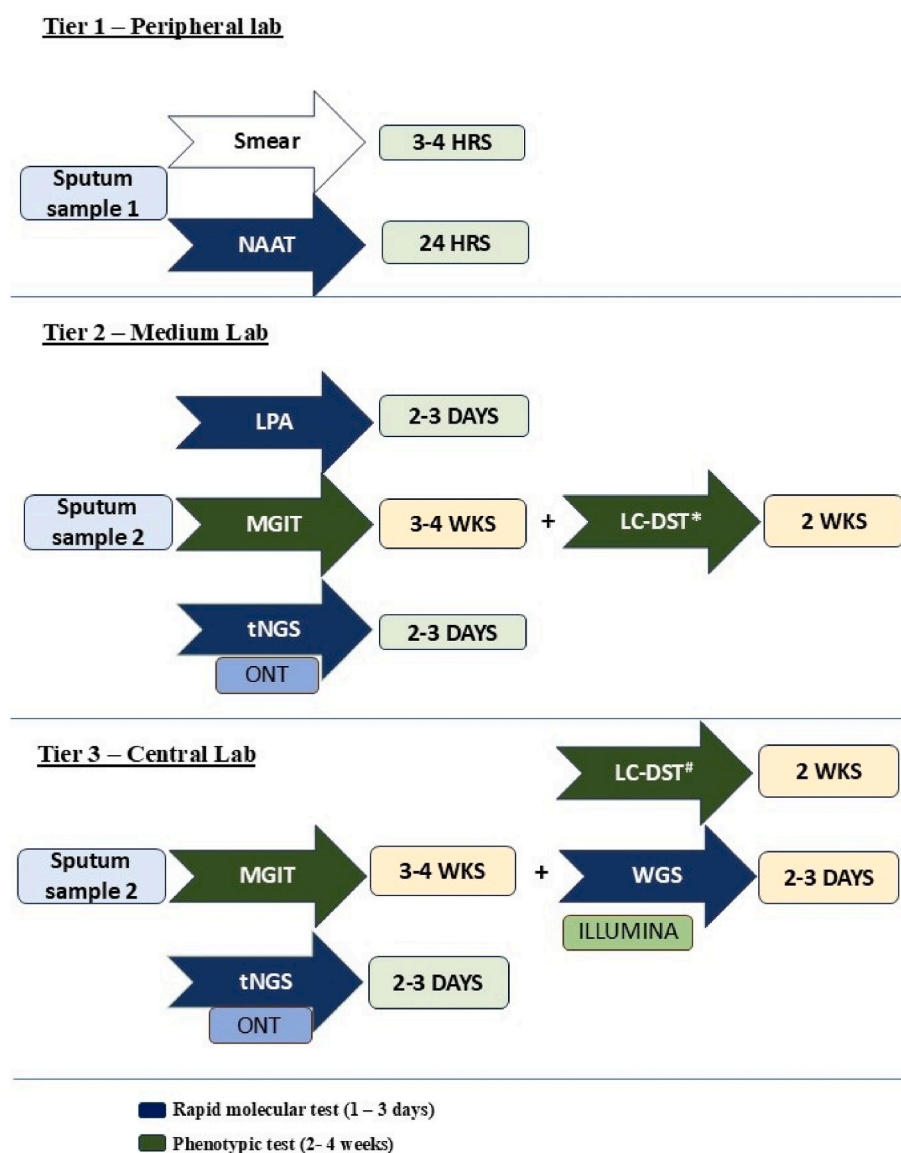 Tier 1 – Peripheral lab
Smear
3-4 HRS
Sputum
sample 1
NAAT
24 HRS
Tier 2 – Medium Lab
LPA
2-3 DAYS
Sputum
sample 2
MGIT
3-4 WKS
+
LC-DST*
2 WKS
tNGS
2-3 DAYS
ONT
Tier 3 – Central Lab
LC-DST#
2 WKS
Sputum
sample 2
MGIT
3-4 WKS
+
WGS
2-3 DAYS
ILLUMINA
tNGS
2-3 DAYS
ONT
Rapid molecular test (1 – 3 days)
Phenotypic test (2- 4 weeks)